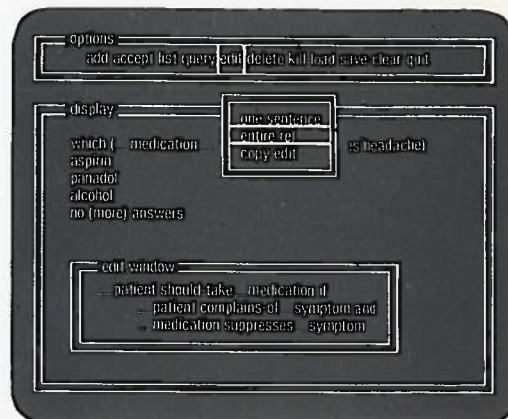 options
add accept list query edit delete kill load save clear quit
display
one sentence
entire rel
copy edit
which (_ medication s headache)
aspirin
panadol
alcohol
no (more) answers
edit window
_ patient should-take _ medication if
_ patient complains-of _ symptom and
_ medication suppresses _ symptom